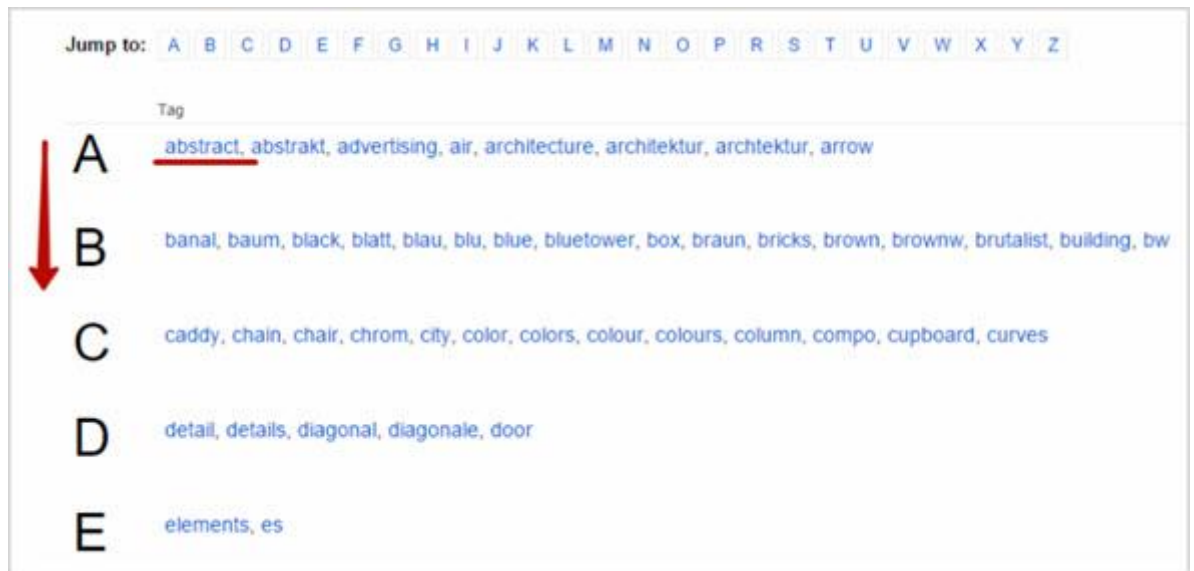 Jump to: A B C D E F G H I J K L M N O P R S T U V W X Y Z
Tag
A abstract, abstrakt, advertising, air, architecture, architektur, archtektur, arrow
B banal, baum, black, blatt, blau, blu, blue, bluetower, box, braun, bricks, brown, brownw, brutalist, building, bw
C caddy, chain, chair, chrom, city, color, colors, colour, colours, column, compo, cupboard, curves
D detail, details, diagonal, diagonale, door
E elements, es